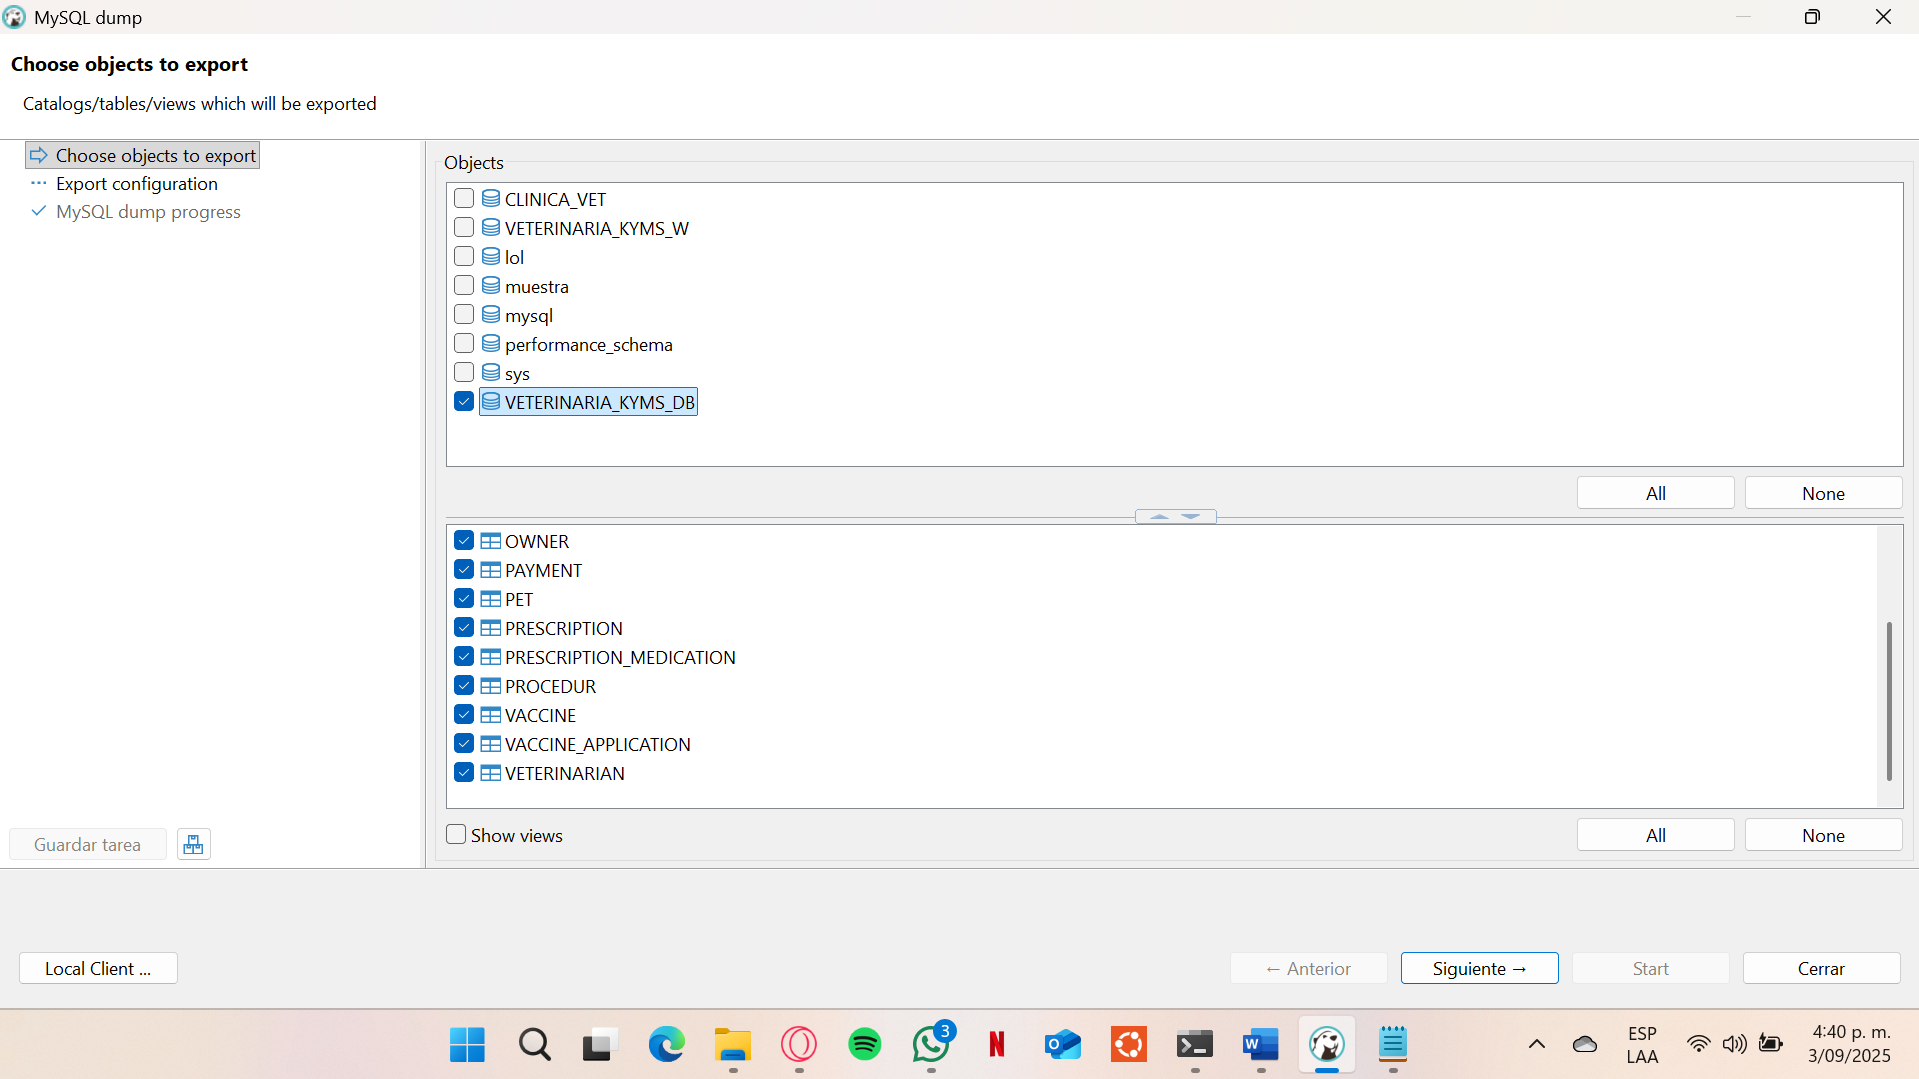 MySQL dump
Choose objects to export
Catalogs/tables/views which will be exported
Choose objects to export
Export configuration
MySQL dump progress
Objects
CLINICA_VET
VETERINARIA_KYMS_W
lol
muestra
mysql
performance_schema
sys
VETERINARIA_KYMS_DB
All
None
OWNER
PAYMENT
PET
PRESCRIPTION
PRESCRIPTION_MEDICATION
PROCEDUR
VACCINE
VACCINE_APPLICATION
VETERINARIAN
Show views
All
None
Guardar tarea
Local Client ...
← Anterior
Siguiente →
Start
Cerrar
3
N
O
W
ESP
LAA
4:40 p. m.
3/09/2025